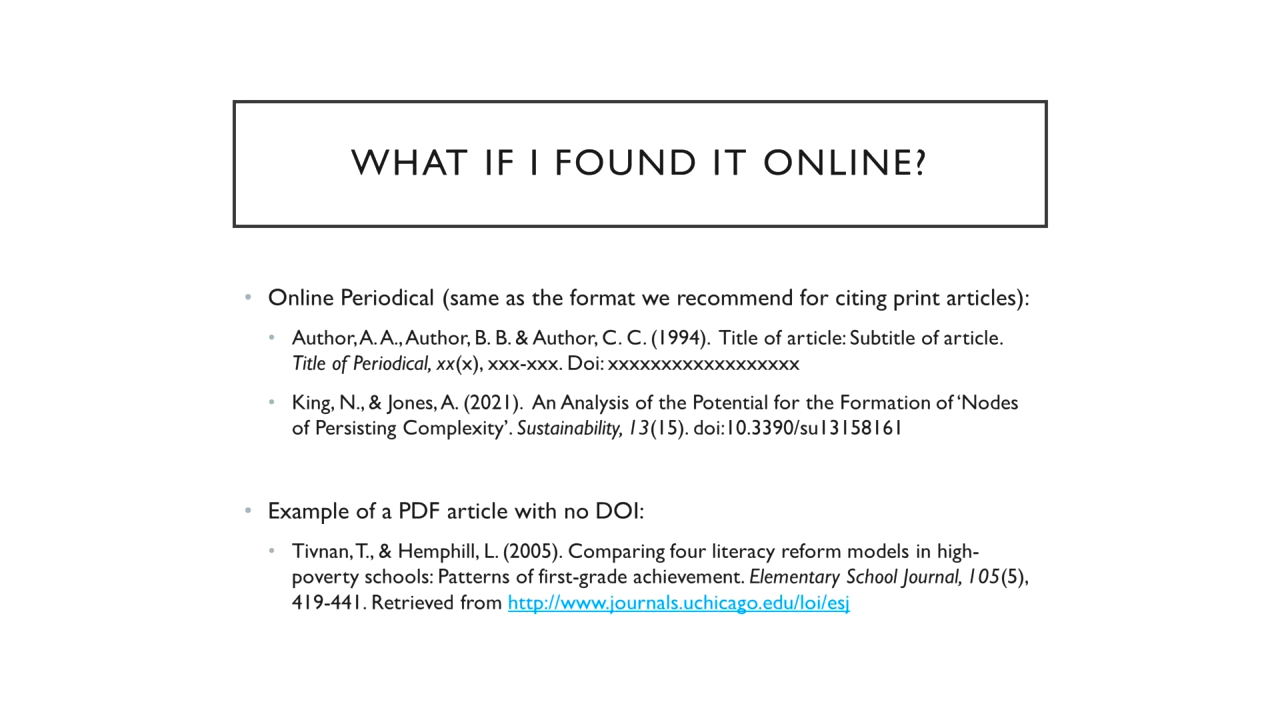 WHAT IF I FOUND IT ONLINE?
• Online Periodical (same as the format we recommend for citing print articles):
• Author, A. A., Author, B. B. & Author, C. C. (1994).  Title of article: Subtitle of article.
Title of Periodical, xx(x), xxx-xxx. Doi: xxxxxxxxxxxxxxxxxx
• King, N., & Jones, A. (2021).  An Analysis of the Potential for the Formation of ‘Nodes
of Persisting Complexity’. Sustainability, 13(15). doi:10.3390/su13158161
• Example of a PDF article with no DOI:
• Tivnan, T., & Hemphill, L. (2005). Comparing four literacy reform models in high-
poverty schools: Patterns of first-grade achievement. Elementary School Journal, 105(5),
419-441. Retrieved from http://www.journals.uchicago.edu/loi/esj